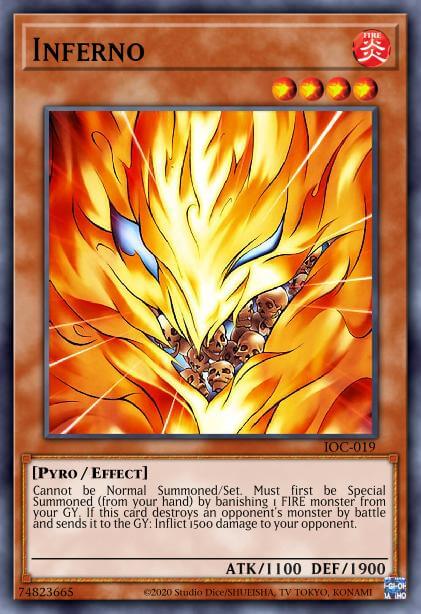 INFERNO
FIRE
炎
IOC-019
[PYRO / EFFECT]
Cannot be Normal Summoned/Set. Must first be Special
Summoned (from your hand) by banishing 1 FIRE monster from
your GY. If this card destroys an opponent's monster by battle
and sends it to the GY: Inflict 1500 damage to your opponent.
ATK/1100 DEF/1900
74823665
©2020 Studio Dice/SHUEISHA, TV TOKYO, KONAMI